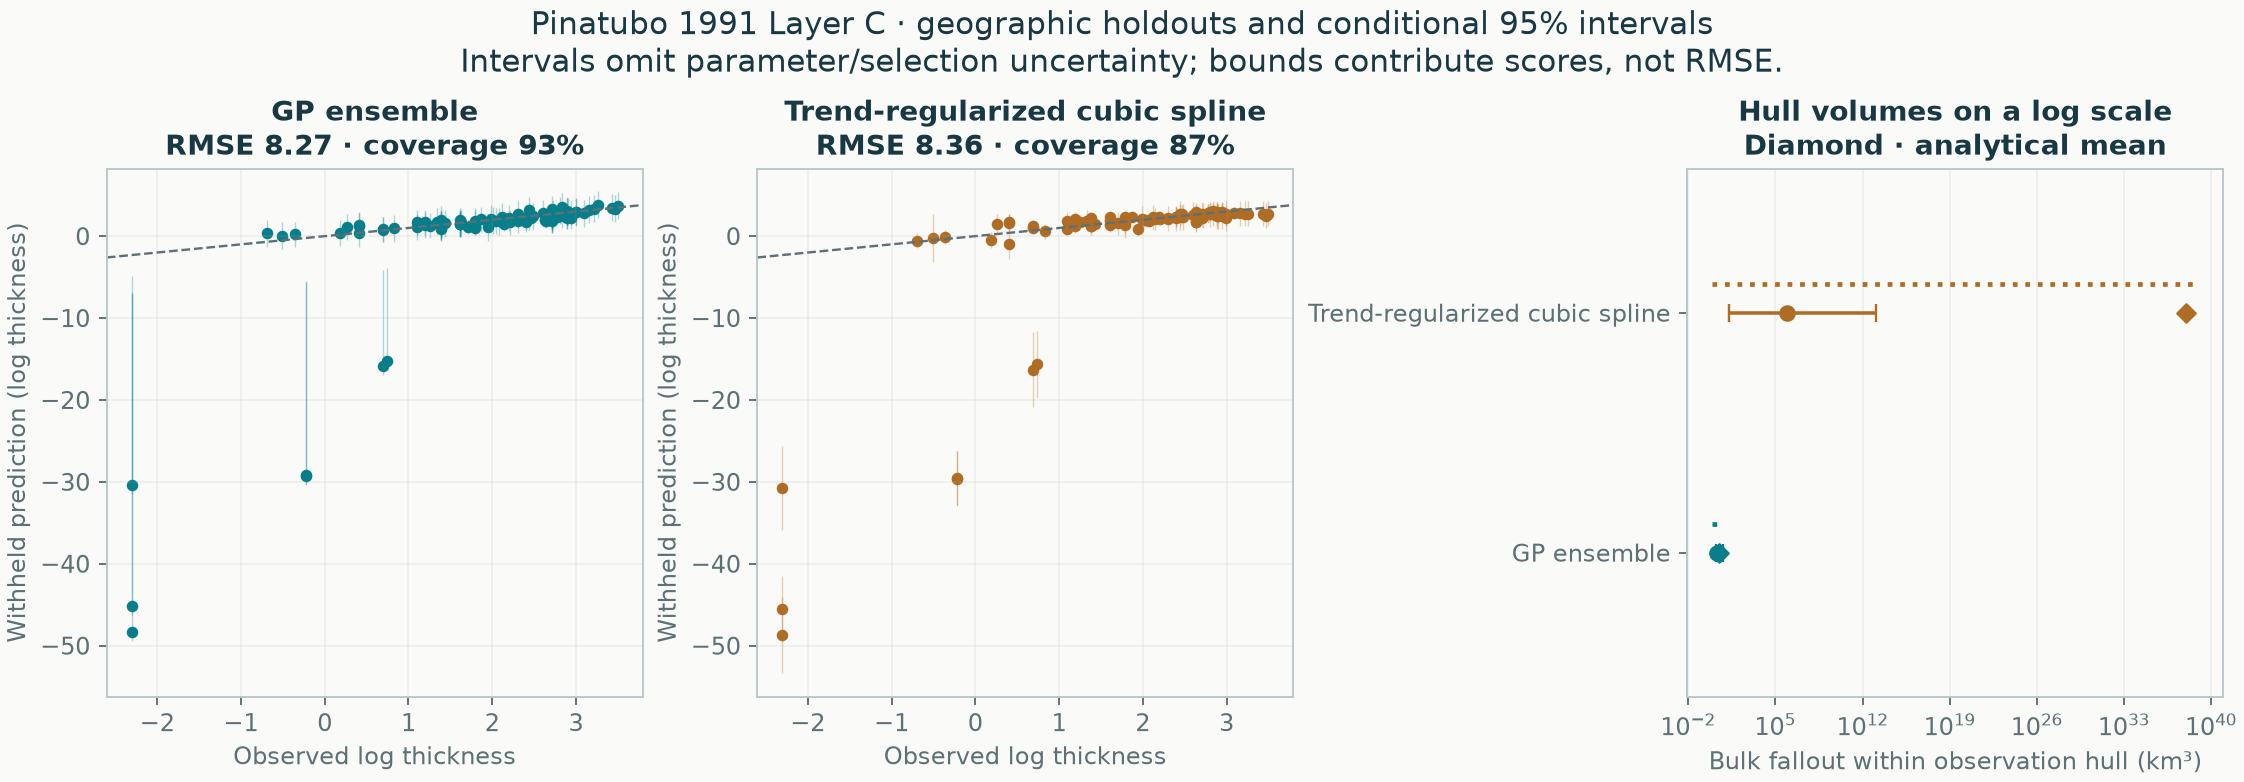 Pinatubo 1991 Layer C · geographic holdouts and conditional 95% intervals
Intervals omit parameter/selection uncertainty; bounds contribute scores, not RMSE.
GP ensemble
RMSE 8.27 · coverage 93%
Withheld prediction (log thickness)
0
−10
−20
−30
−40
−50
−2
−1
0
1
2
3
Observed log thickness
Trend-regularized cubic spline
RMSE 8.36 · coverage 87%
Withheld prediction (log thickness)
0
−10
−20
−30
−40
−50
−2
−1
0
1
2
3
Observed log thickness
Hull volumes on a log scale
Diamond · analytical mean
Trend-regularized cubic spline
GP ensemble
10⁻²
10⁵
10¹²
10¹⁹
10²⁶
10³³
10⁴⁰
Bulk fallout within observation hull (km³)